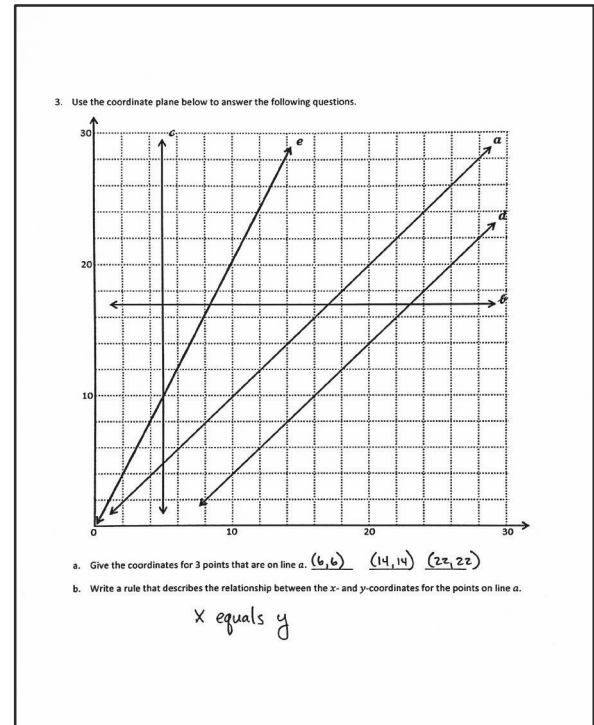 3. Use the coordinate plane below to answer the following questions.
30
c
e
a
d
20
b
10
0
10
20
30
a. Give the coordinates for 3 points that are on line a. (6,6) (14,14) (22,22)
b. Write a rule that describes the relationship between the x- and y-coordinates for the points on line a.
x equals y